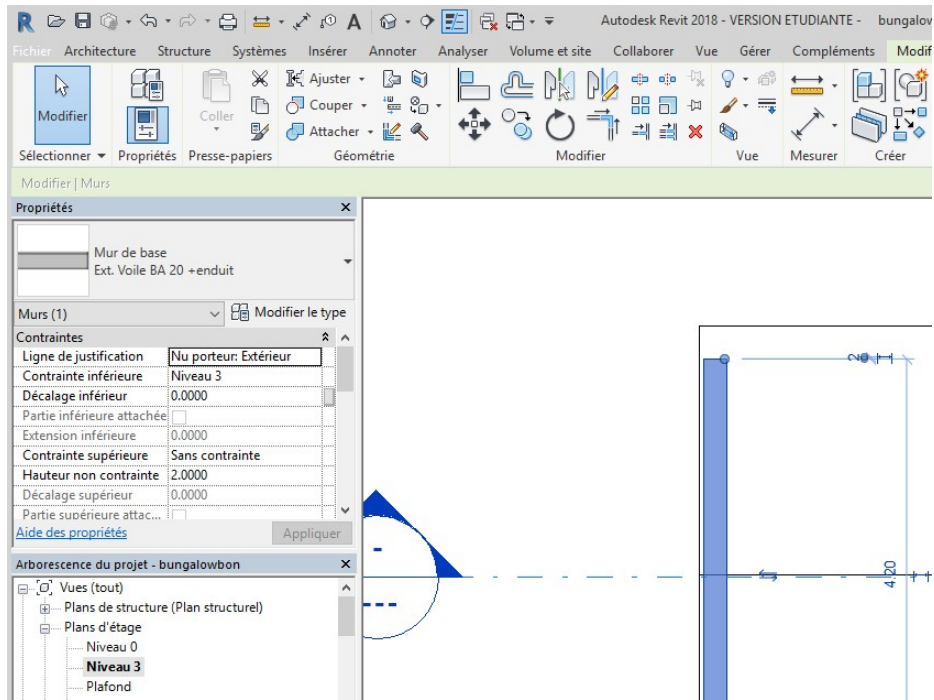 Autodesk Revit 2018 - VERSION ETUDIANTE - bungalow
Fichier Architecture Structure Systèmes Insérer Annoter Analyser Volume et site Collaborer Vue Gérer Compléments Modif
Modifier
Coller
Ajuster
Couper
Attacher
Sélectionner Propriétés Presse-papiers Géométrie Modifier Vue Mesurer Créer
Modifier | Murs
Propriétés
Mur de base
Ext. Voile BA 20 +enduit
Murs (1) Modifier le type
Contraintes
Ligne de justification Nu porteur: Extérieur
Contrainte inférieure Niveau 3
Décalage inférieur 0.0000
Partie inférieure attachée
Extension inférieure 0.0000
Contrainte supérieure Sans contrainte
Hauteur non contrainte 2.0000
Décalage supérieur 0.0000
Partie supérieure attac...
Aide des propriétés Appliquer
Arborescence du projet - bungalowbon
Vues (tout)
Plans de structure (Plan structurel)
Plans d'étage
Niveau 0
Niveau 3
Plafond
4.20